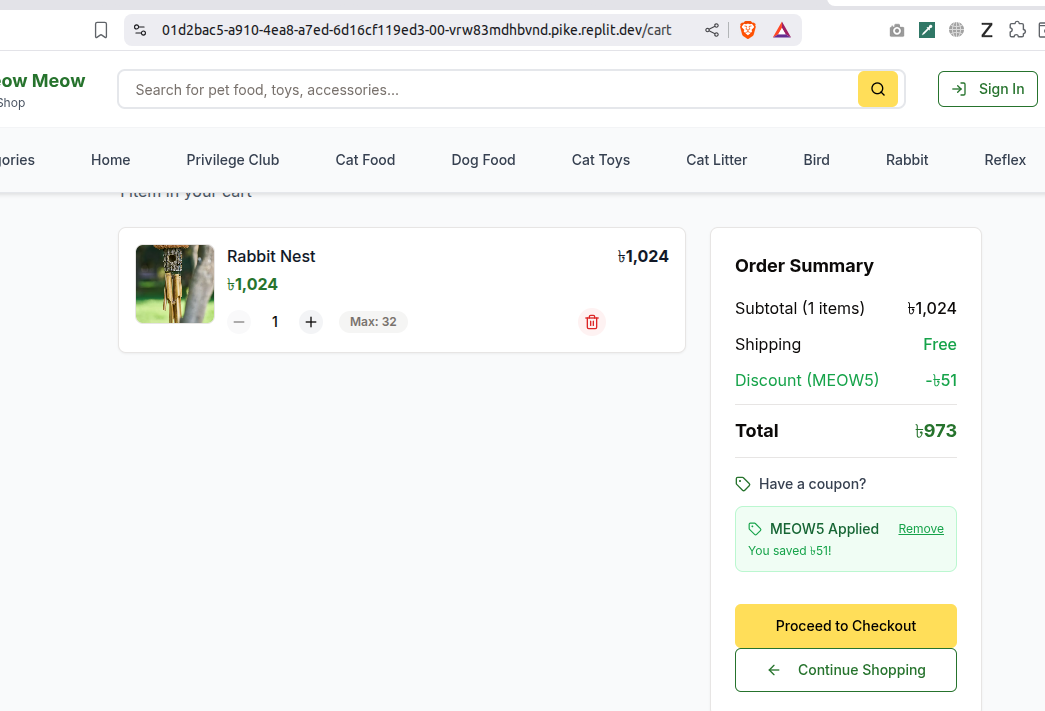 01d2bac5-a910-4ea8-a7ed-6d16cf119ed3-00-vrw83mdhbvnd.pike.replit.dev/cart
ow Meow
Shop
Search for pet food, toys, accessories...
Sign In
ories
Home
Privilege Club
Cat Food
Dog Food
Cat Toys
Cat Litter
Bird
Rabbit
Reflex
1 item in your cart
Rabbit Nest
৳1,024
৳1,024
1
Max: 32
Order Summary
Subtotal (1 items) ৳1,024
Shipping Free
Discount (MEOW5) -৳51
Total ৳973
Have a coupon?
MEOW5 Applied Remove
You saved ৳51!
Proceed to Checkout
Continue Shopping